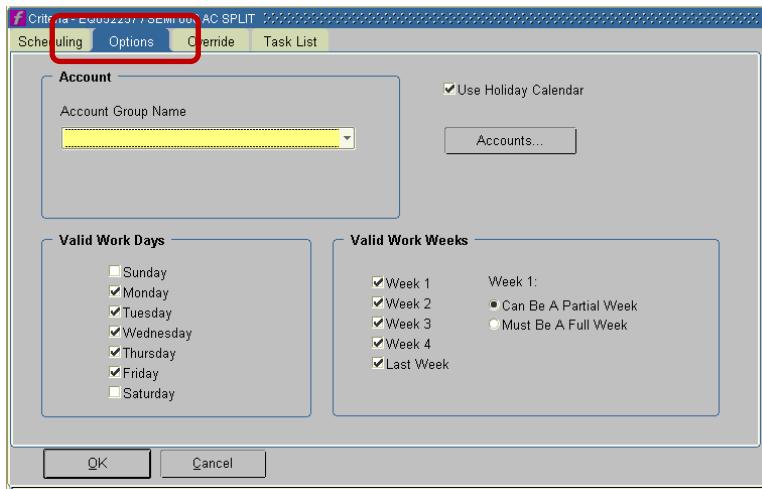 Criteria - EQ052257 / SEMI 000 AC SPLIT
Scheduling Options Override Task List
Account
Use Holiday Calendar
Account Group Name
Accounts...
Valid Work Days
Valid Work Weeks
Sunday
Monday
Tuesday
Wednesday
Thursday
Friday
Saturday
Week 1
Week 2
Week 3
Week 4
Last Week
Week 1:
Can Be A Partial Week
Must Be A Full Week
OK Cancel